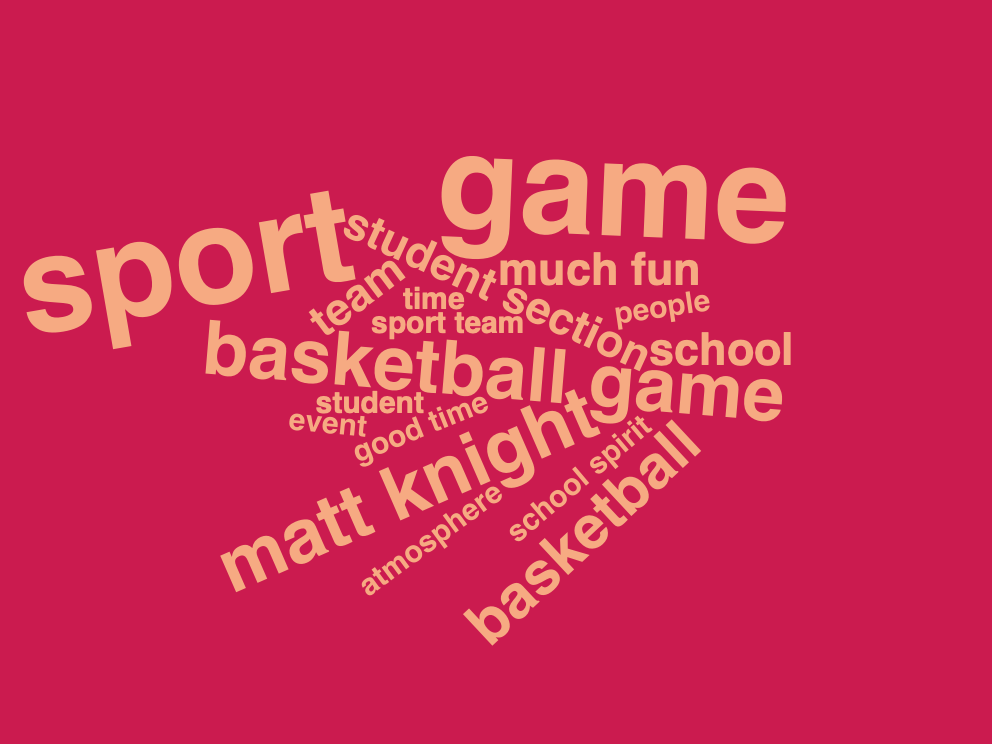 game
sport
student section
much fun
team
time
people
sport team
basketball game
school
student
event
good time
matt knight
school spirit
basketball
atmosphere